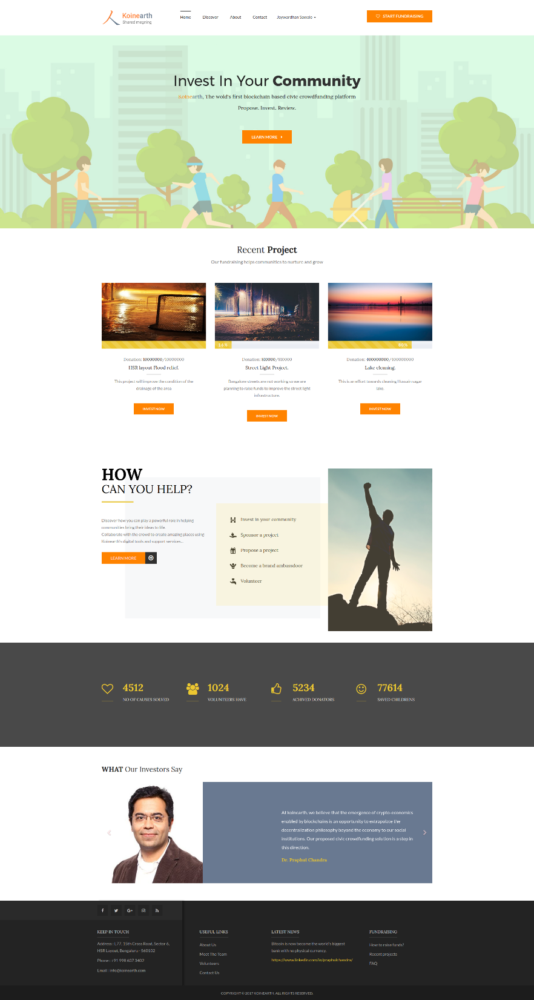 Koinearth
Shared meaning
Home
Discover
About
Contact
Jaywardhan Sawale
START FUNDRAISING
Invest In Your Community
Koinearth, The wold's first blockchain based civic crowdfunding platform
Propose. Invest. Review.
LEARN MORE
Recent Project
Our fundraising helps communities to nurture and grow
16%
80%
Donation: 10000000/10000000
HSR layout Flood relief.
This project will improve the condition of the
drainage of the area
INVEST NOW
Donation: 810000/810000
Street Light Project.
Bangalore streets are not working so we are
planning to raise funds to improve the street light
infrastructure.
INVEST NOW
Donation: 400000000/400000000
Lake cleaning.
This is an effort towards cleaning Hussain sagar
lake.
INVEST NOW
HOW
CAN YOU HELP?
Discover how you can play a powerful role in helping
communities bring their ideas to life.
Collaborate with the crowd to create amazing places using
Koinearth's digital tools and support services...
LEARN MORE
Invest in your community
Sponsor a project
Propose a project
Become a brand ambassdoor
Volunteer
4512
NO OF CAUSES SOLVED
1024
VOLUNTEERS HAVE
5234
ACHIVED DONATORS
77614
SAVED CHILDRENS
WHAT Our Investors Say
At koinearth, we believe that the emergence of crypto-economics
enabled by blockchains is an opportunity to extrapolate the
decentralization philosophy beyond the economy to our social
institutions. Our proposed civic crowdfunding solution is a step in
this direction.
Dr. Praphul Chandra
KEEP IN TOUCH
Address : L77, 15th Cross Road, Sector 6,
HSR Layout, Bengaluru - 560102
Phone : +91 998 607 3402
Email : info@koinearth.com
USEFUL LINKS
About Us
Meet The Team
Volunteers
Contact Us
LATEST NEWS
Bitcoin is now become the world's biggest
bank with no physical currency.
https://www.linkedin.com/in/praphulchandra/
FUNDRAISING
How to raise funds?
Recent projects
FAQ
COPYRIGHT © 2017 KOINEARTH. ALL RIGHTS RESERVED.